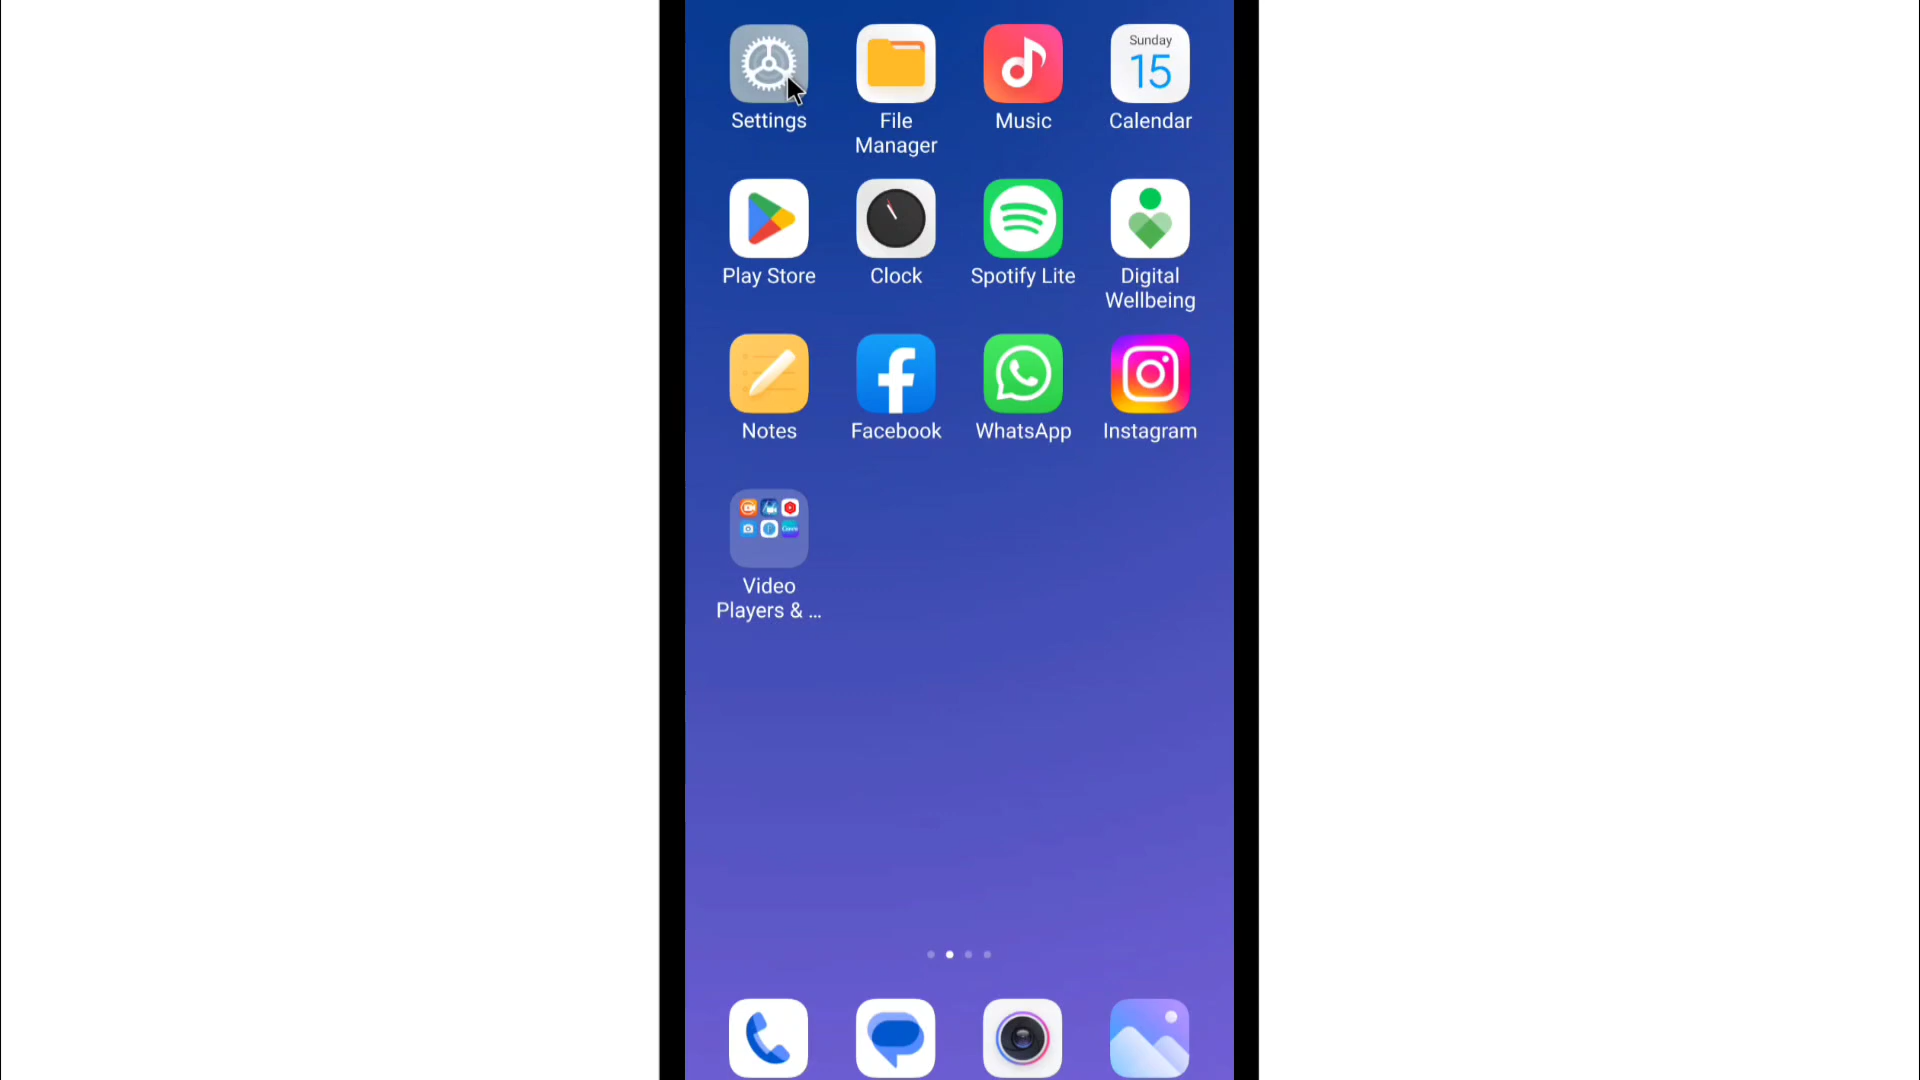 Sunday
15
Settings
File
Manager
Music
Calendar
Play Store
Clock
Spotify Lite
Digital
Wellbeing
Notes
Facebook
WhatsApp
Instagram
Video
Players & ...